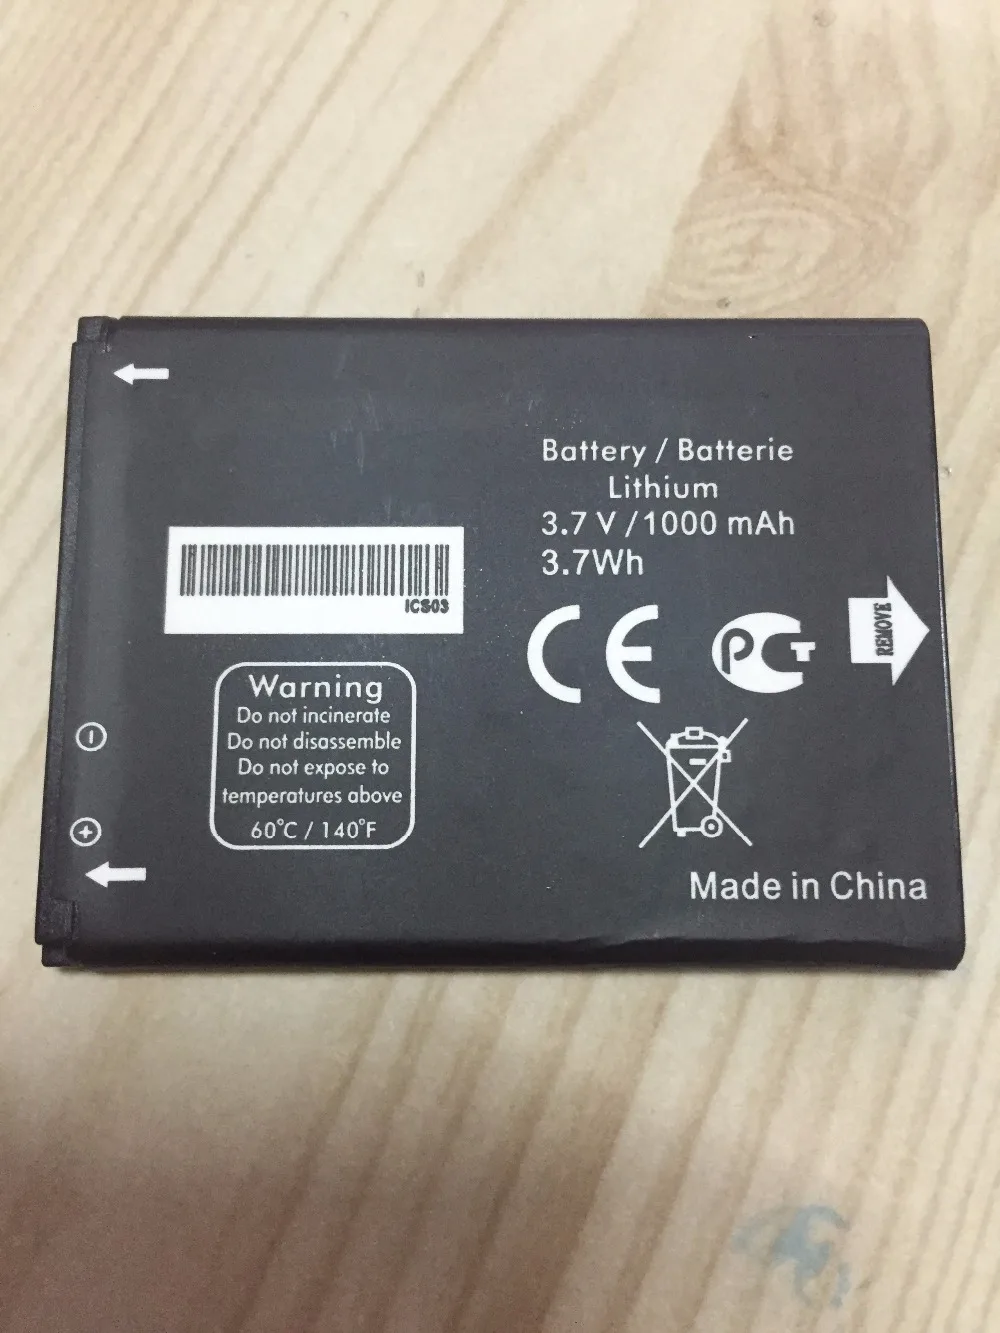 Battery / Batterie
Lithium
3.7 V / 1000 mAh
3.7Wh
ICS03
CE
PCT
REMOVE
Warning
Do not incinerate
Do not disassemble
Do not expose to
temperatures above
60°C / 140°F
Made in China